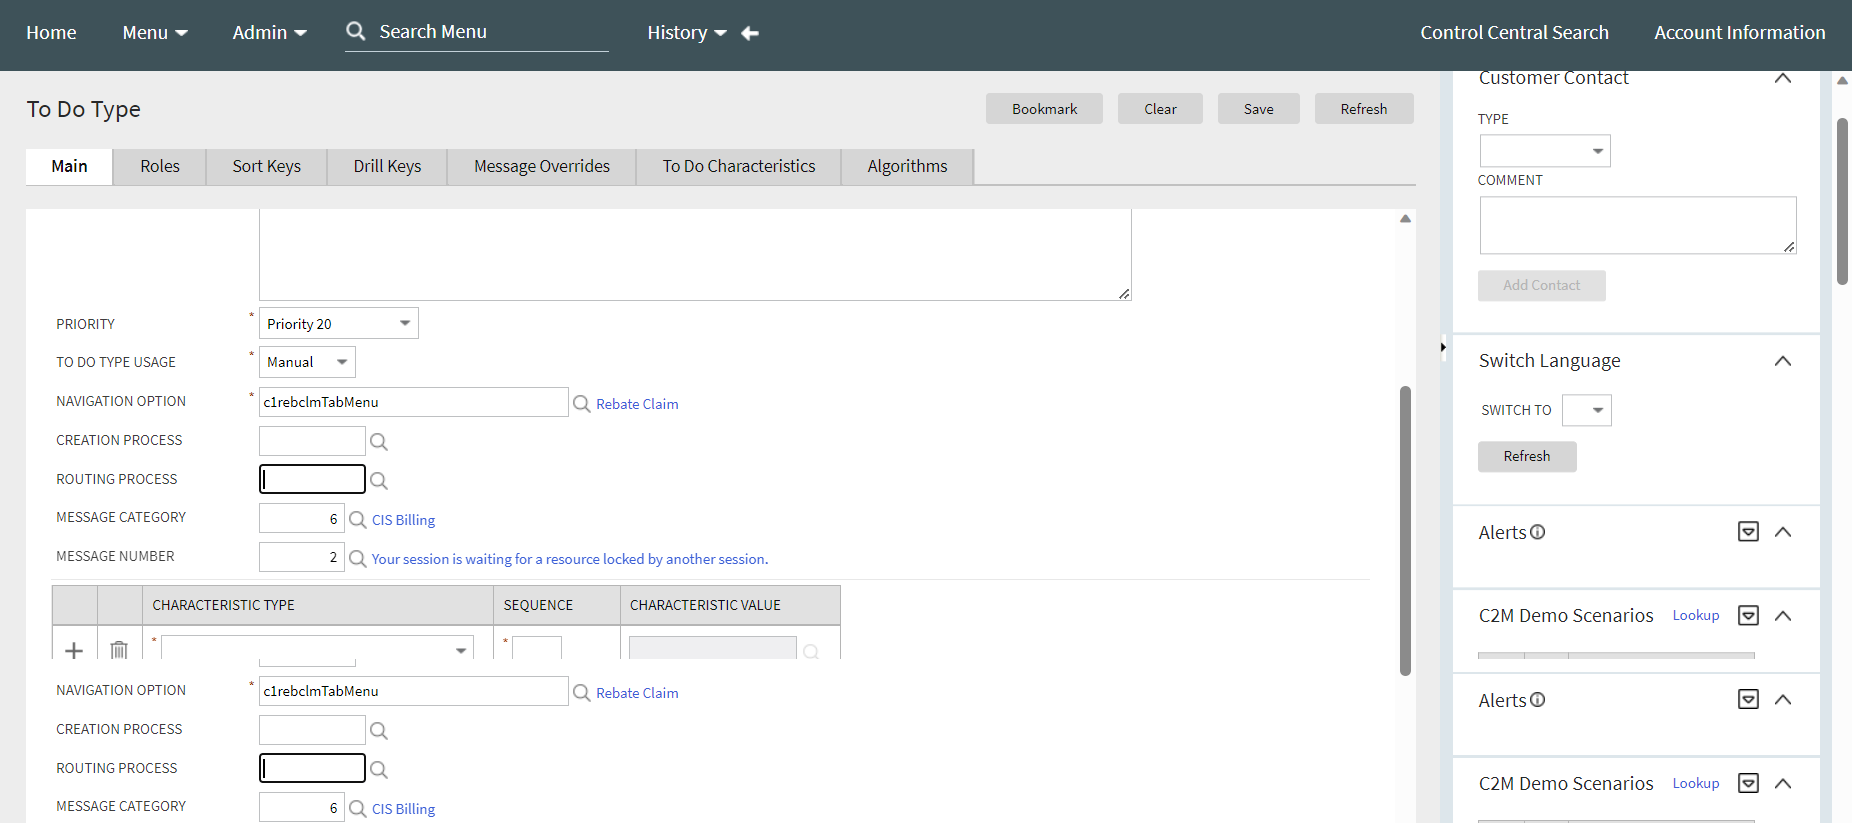 Home Menu Admin Search Menu History Control Central Search Account Information
To Do Type Bookmark Clear Save Refresh
Main Roles Sort Keys Drill Keys Message Overrides To Do Characteristics Algorithms
PRIORITY * Priority 20
TO DO TYPE USAGE * Manual
NAVIGATION OPTION * c1rebclmTabMenu Rebate Claim
CREATION PROCESS
ROUTING PROCESS
MESSAGE CATEGORY 6 CIS Billing
MESSAGE NUMBER 2 Your session is waiting for a resource locked by another session.
CHARACTERISTIC TYPE SEQUENCE CHARACTERISTIC VALUE
* *
NAVIGATION OPTION * c1rebclmTabMenu Rebate Claim
CREATION PROCESS
ROUTING PROCESS
MESSAGE CATEGORY 6 CIS Billing
Customer Contact
TYPE
COMMENT
Add Contact
Switch Language
SWITCH TO
Refresh
Alerts
C2M Demo Scenarios Lookup
Alerts
C2M Demo Scenarios Lookup